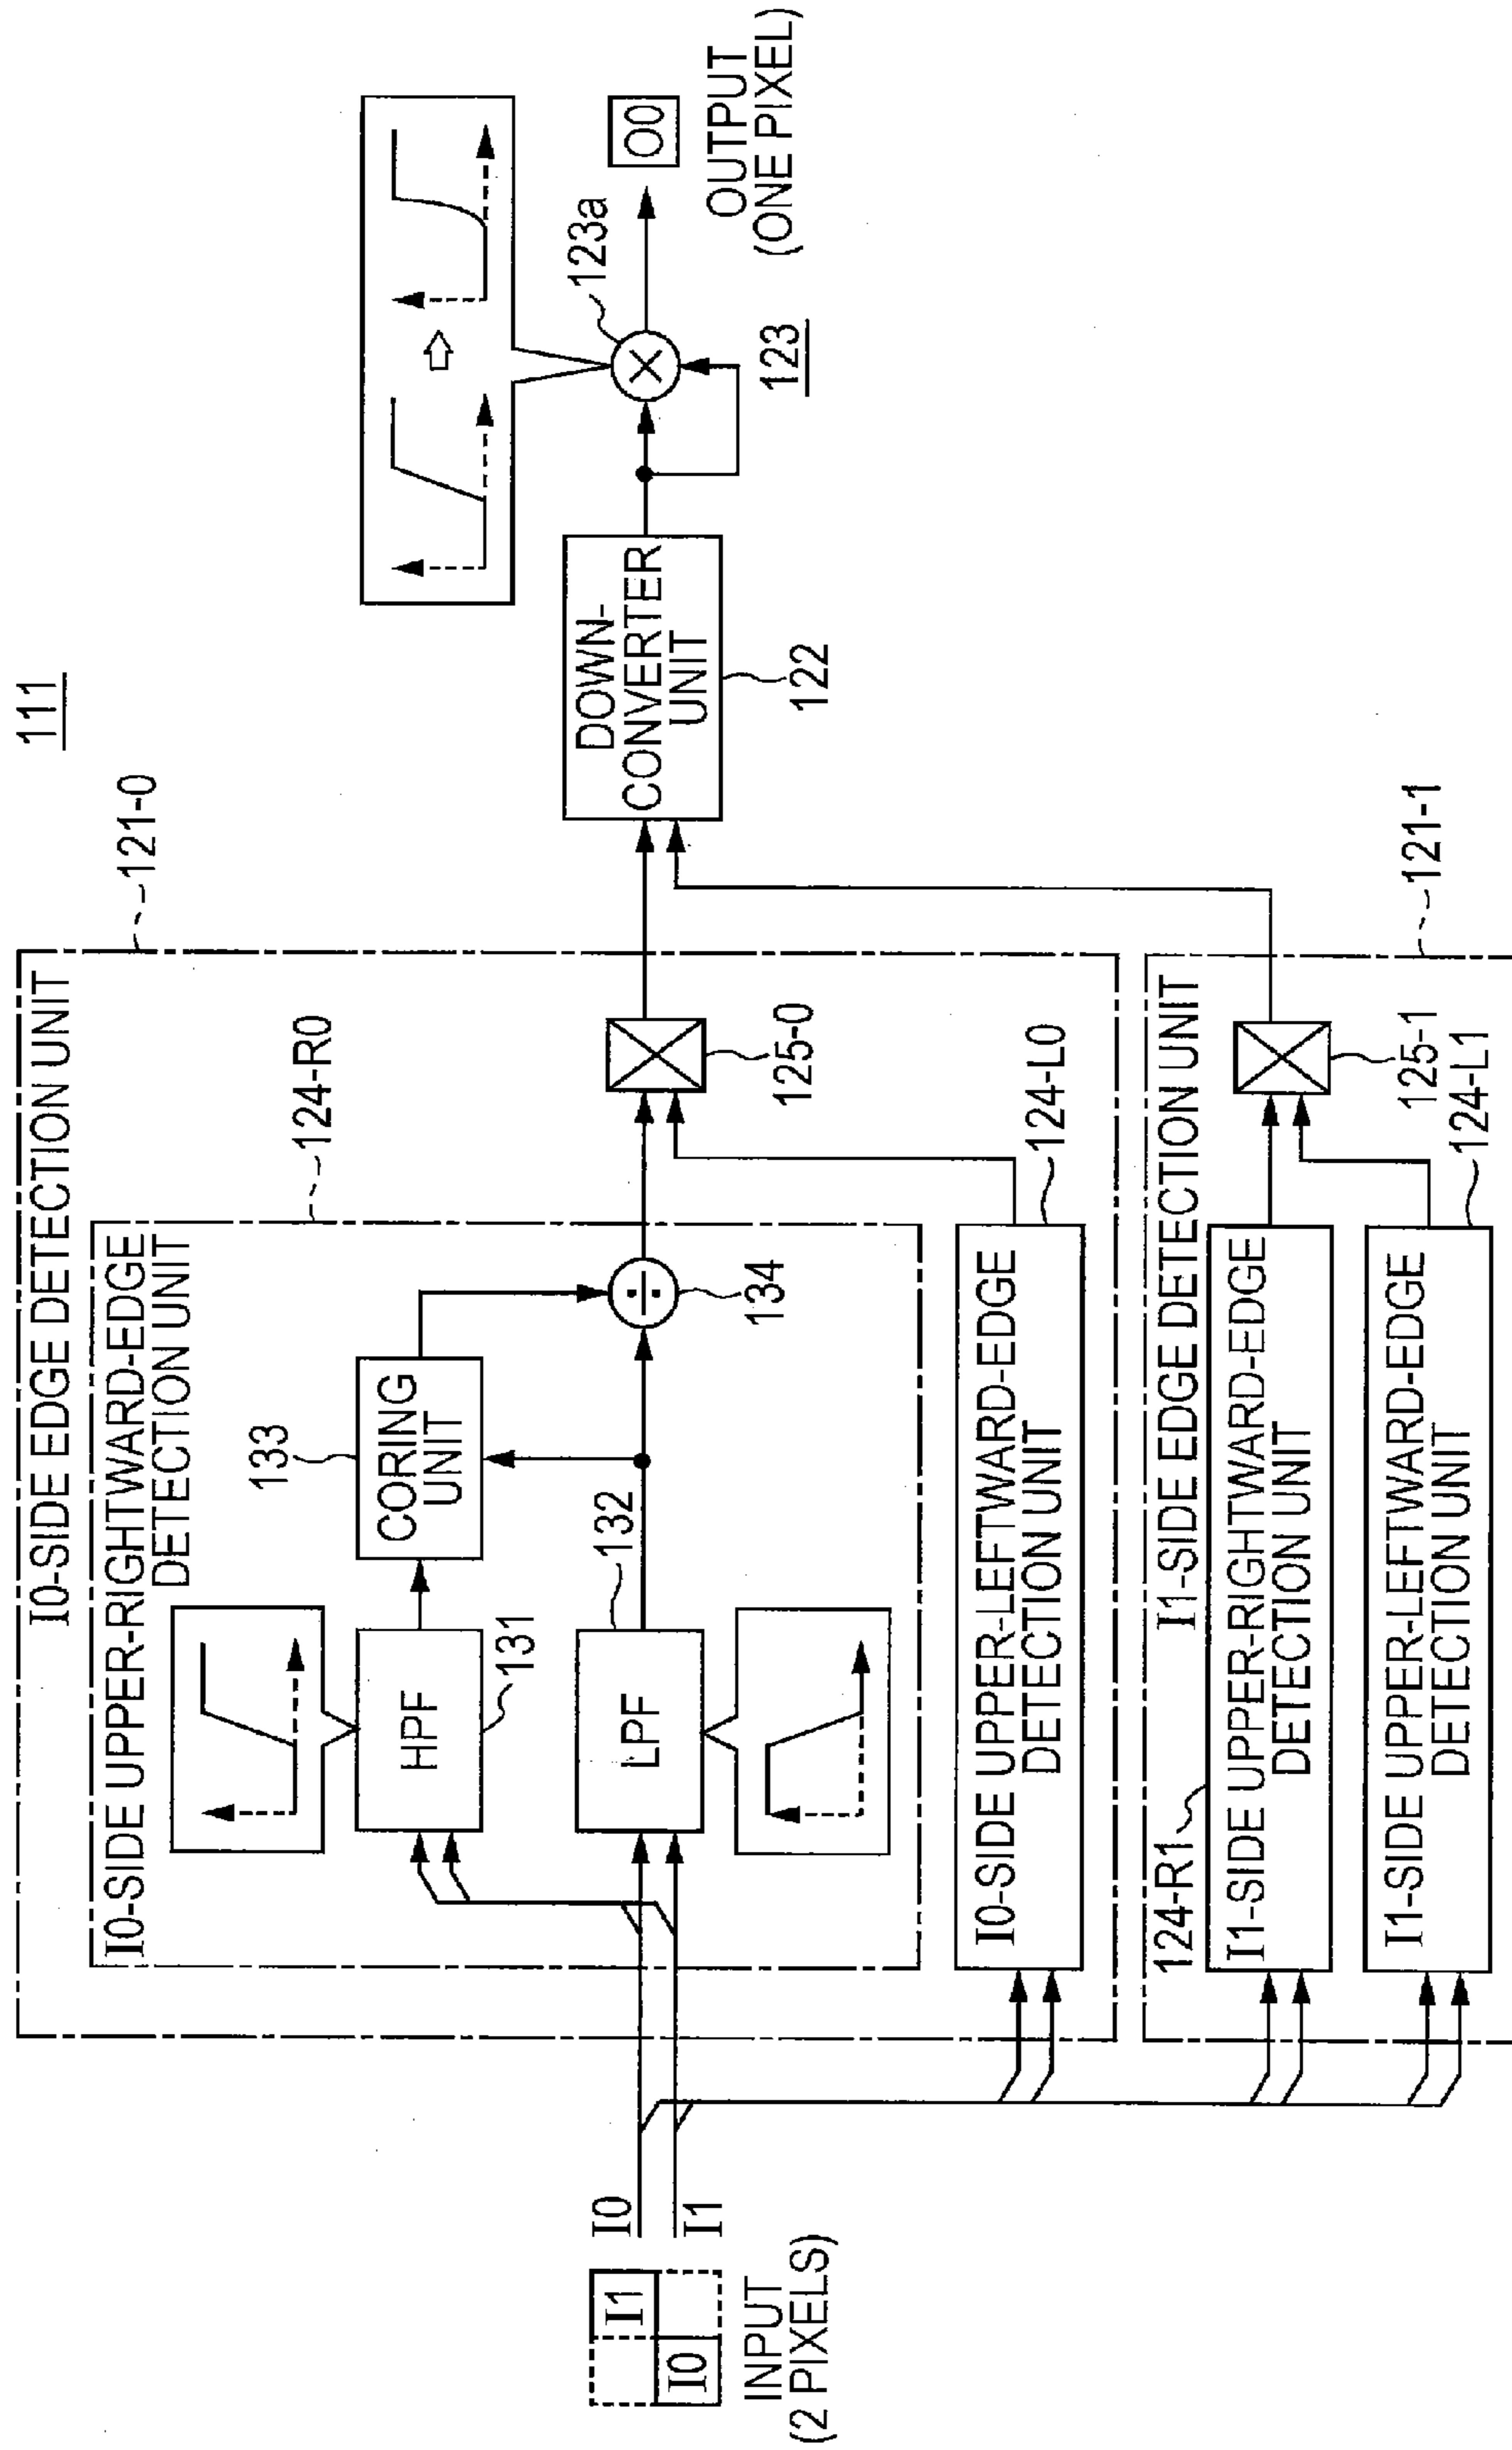 111
I0-SIDE EDGE DETECTION UNIT
121-0
I0-SIDE UPPER-RIGHTWARD-EDGE
DETECTION UNIT
124-R0
HPF
131
CORING
UNIT
133
LPF
132
134
125-0
I0-SIDE UPPER-LEFTWARD-EDGE
DETECTION UNIT
124-L0
I1-SIDE EDGE DETECTION UNIT
121-1
124-R1
I1-SIDE UPPER-RIGHTWARD-EDGE
DETECTION UNIT
125-1
I1-SIDE UPPER-LEFTWARD-EDGE
DETECTION UNIT
124-L1
I1
I0
INPUT
(2 PIXELS)
I0
I1
DOWN-
CONVERTER
UNIT
122
123a
123
O0
OUTPUT
(ONE PIXEL)